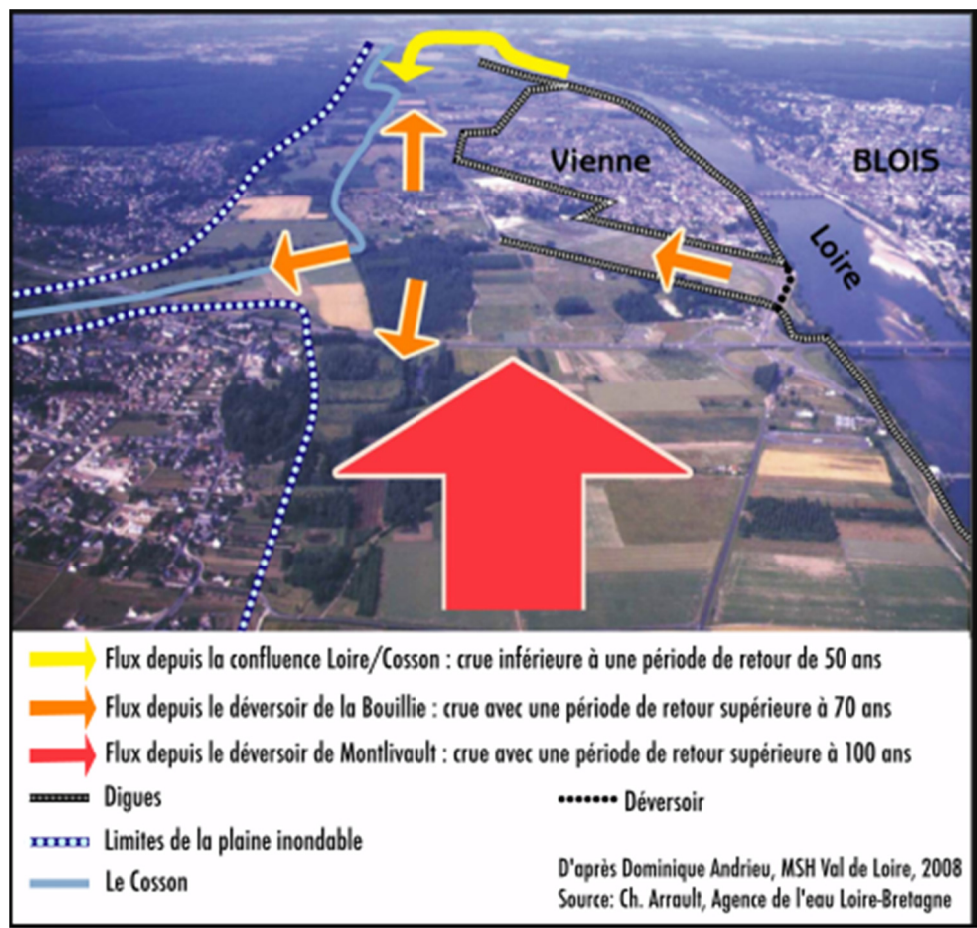 Vienne
BLOIS
Loire
Flux depuis la confluence Loire/Cosson : crue inférieure à une période de retour de 50 ans
Flux depuis le déversoir de la Bouillie : crue avec une période de retour supérieure à 70 ans
Flux depuis le déversoir de Montlivault : crue avec une période de retour supérieure à 100 ans
Digues
Déversoir
Limites de la plaine inondable
Le Cosson
D'après Dominique Andrieu, MSH Val de Loire, 2008
Source: Ch. Arrault, Agence de l'eau Loire-Bretagne